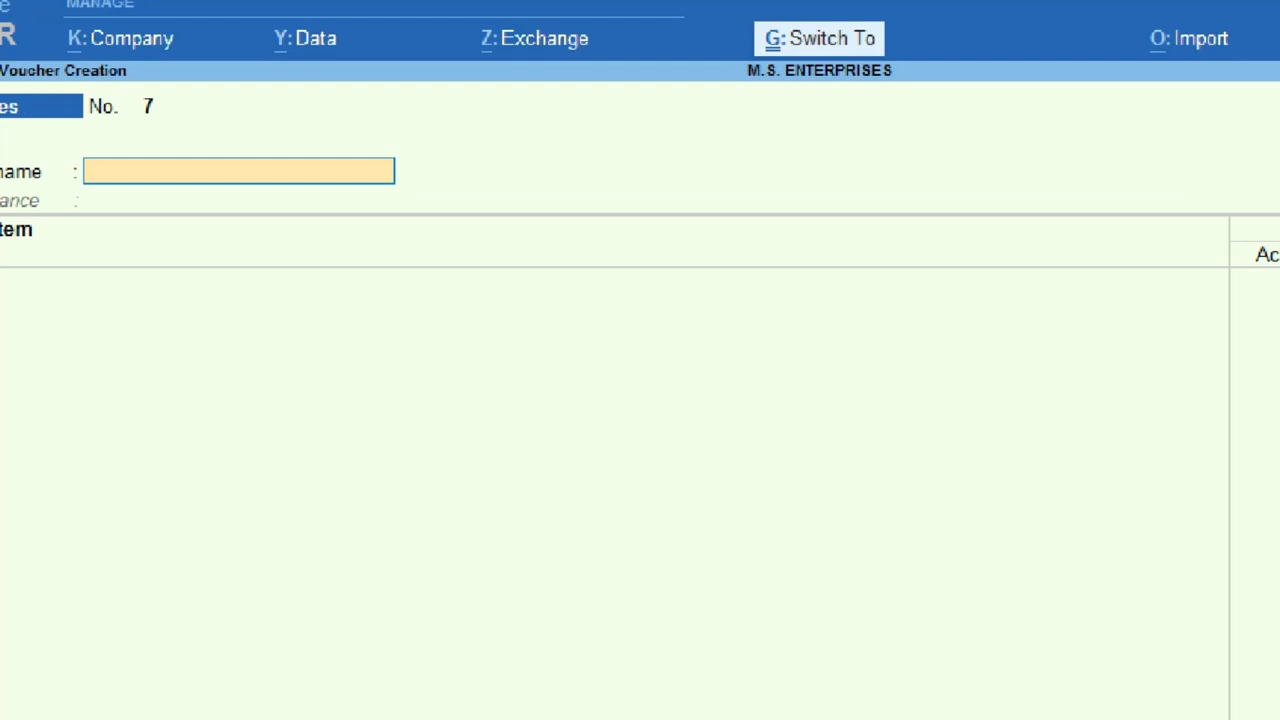 e MANAGE
R K: Company Y: Data Z: Exchange G: Switch To O: Import
Voucher Creation M.S. ENTERPRISES
es No. 7
name :
ance :
tem
Ac